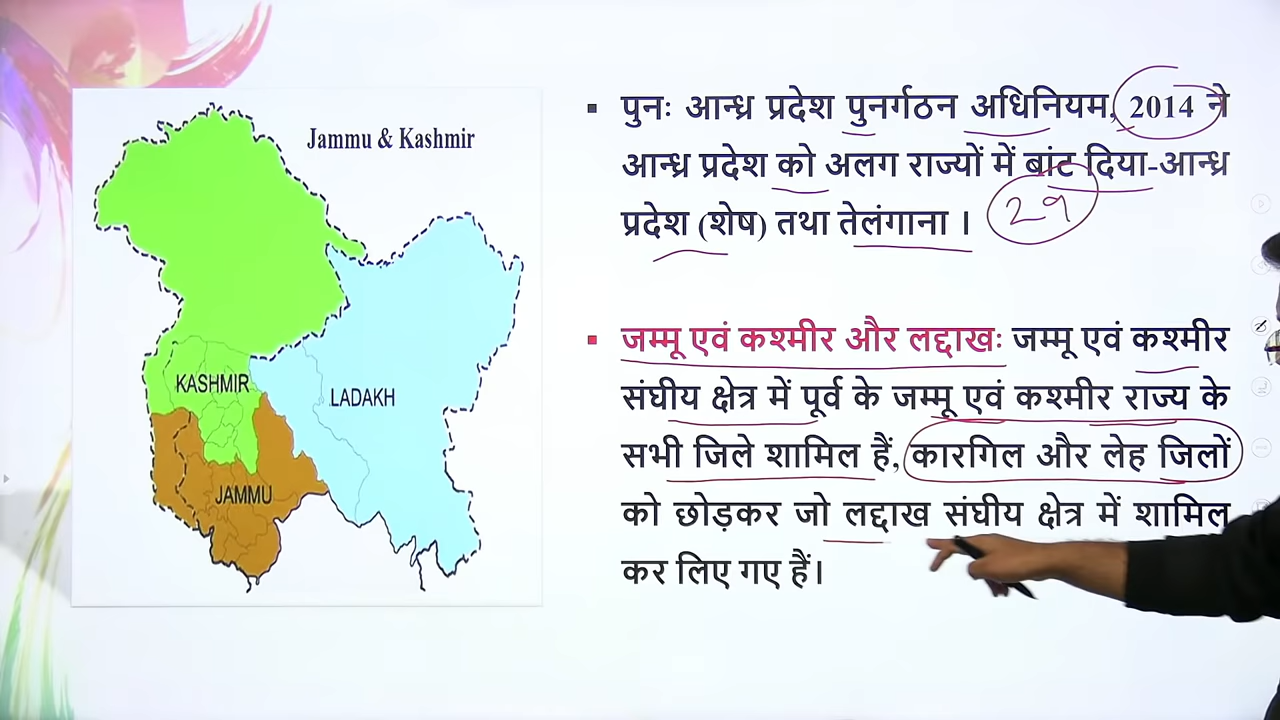 Jammu & Kashmir
KASHMIR
LADAKH
JAMMU
पुनः आन्ध्र प्रदेश पुनर्गठन अधिनियम, 2014 ने
आन्ध्र प्रदेश को अलग राज्यों में बांट दिया-आन्ध्र
प्रदेश (शेष) तथा तेलंगाना ।
29
जम्मू एवं कश्मीर और लद्दाखः जम्मू एवं कश्मीर
संघीय क्षेत्र में पूर्व के जम्मू एवं कश्मीर राज्य के
सभी जिले शामिल हैं, कारगिल और लेह जिलों
को छोड़कर जो लद्दाख संघीय क्षेत्र में शामिल
कर लिए गए हैं।